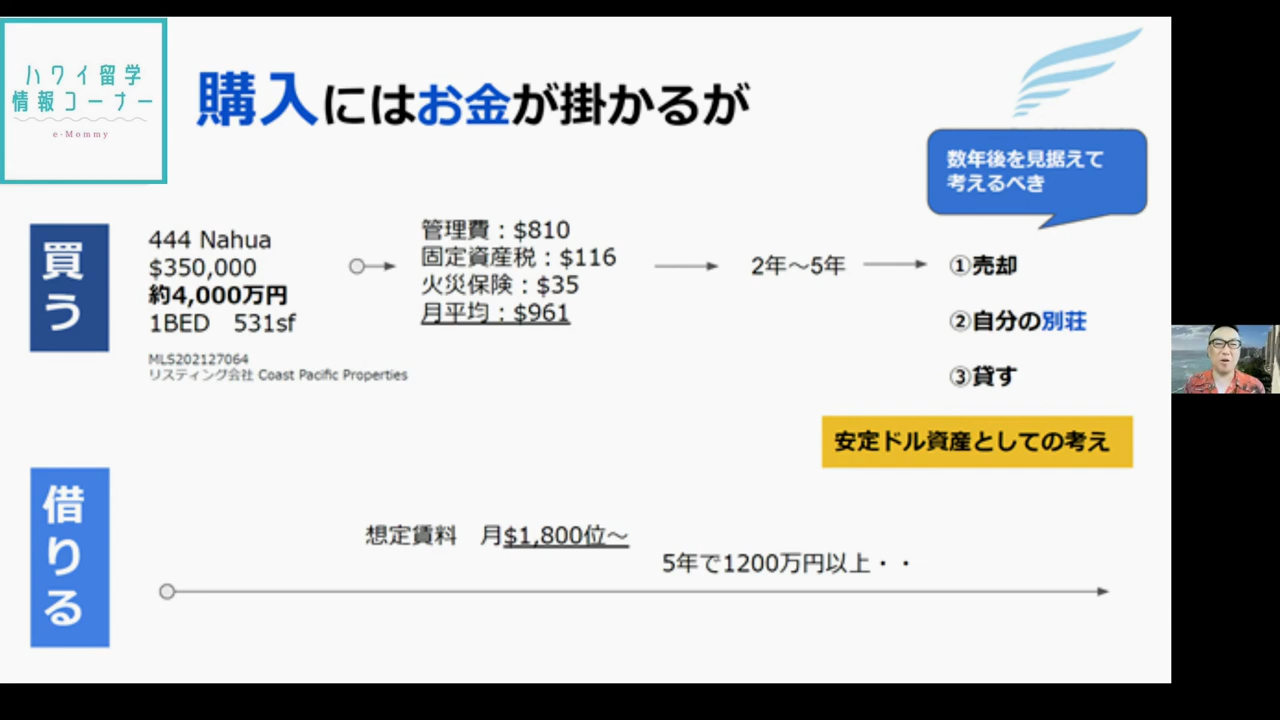 ハワイ留学
情報コーナー
e-Mommy
購入にはお金が掛かるが
数年後を見据えて
考えるべき
買う
444 Nahua
$350,000
約4,000万円
1BED 531sf
MLS202127064
リスティング会社 Coast Pacific Properties
管理費：$810
固定資産税：$116
火災保険：$35
月平均：$961
2年～5年
①売却
②自分の別荘
③貸す
安定ドル資産としての考え
借りる
想定賃料 月$1,800位～
5年で1200万円以上・・